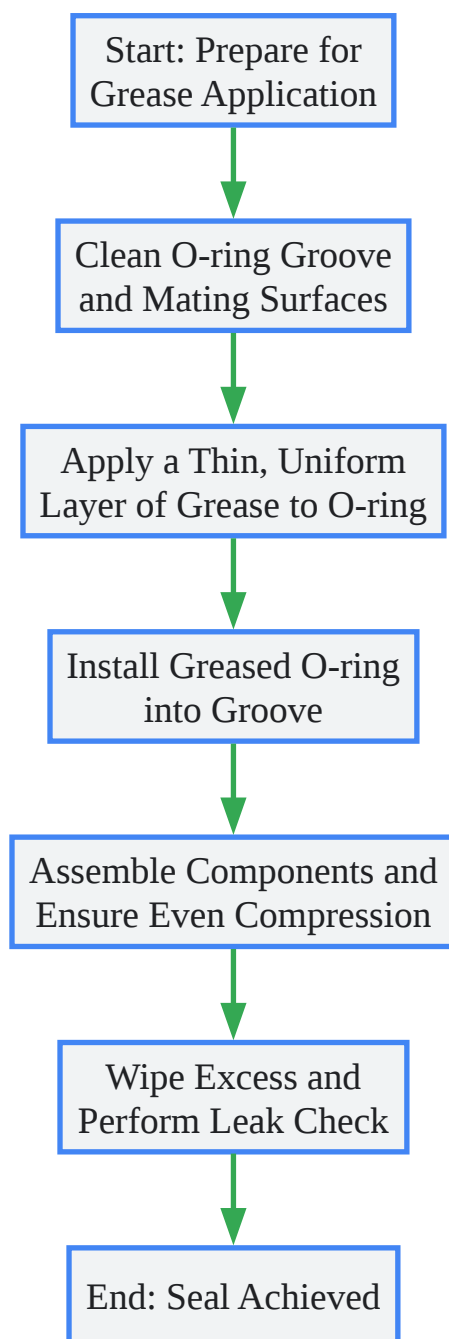 Start: Prepare for
Grease Application
Clean O-ring Groove
and Mating Surfaces
Apply a Thin, Uniform
Layer of Grease to O-ring
Install Greased O-ring
into Groove
Assemble Components and
Ensure Even Compression
Wipe Excess and
Perform Leak Check
End: Seal Achieved